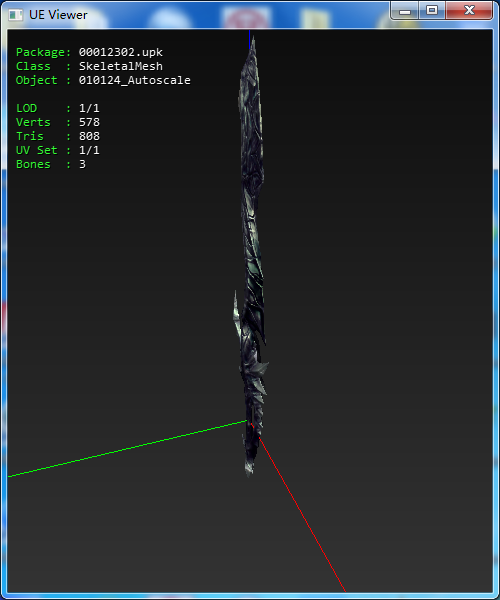 UE Viewer
Package: 00012302.upk
Class  : SkeletalMesh
Object : 010124_Autoscale
LOD    : 1/1
Verts  : 578
Tris   : 808
UV Set : 1/1
Bones  : 3